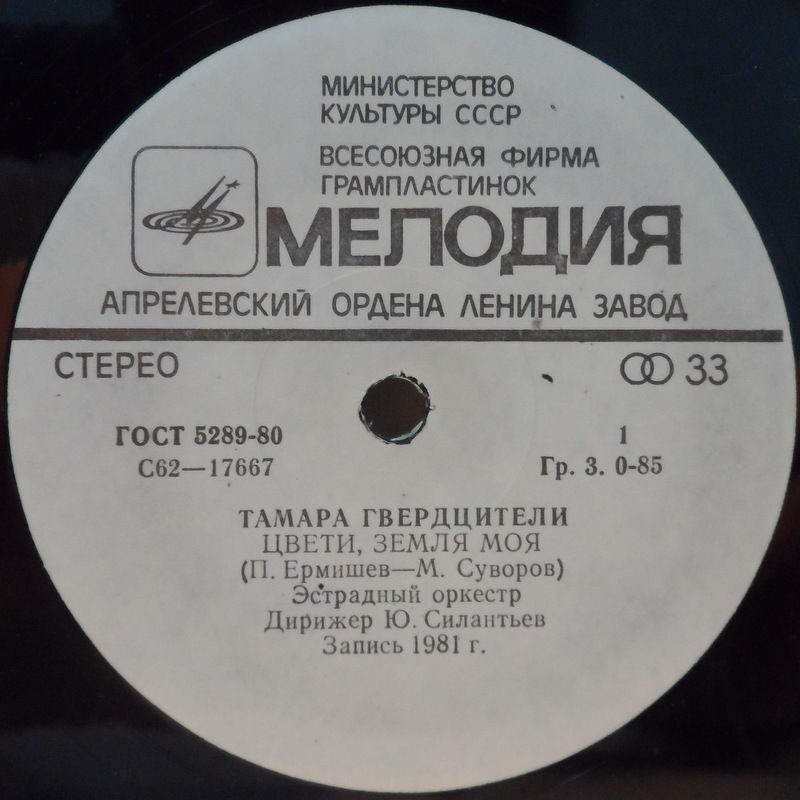 МИНИСТЕРСТВО
КУЛЬТУРЫ СССР
ВСЕСОЮЗНАЯ ФИРМА
ГРАМПЛАСТИНОК
МЕЛОДИЯ
АПРЕЛЕВСКИЙ ОРДЕНА ЛЕНИНА ЗАВОД
СТЕРЕО 33
ГОСТ 5289-80 1
С62—17667 Гр. 3. 0-85
ТАМАРА ГВЕРДЦИТЕЛИ
ЦВЕТИ, ЗЕМЛЯ МОЯ
(П. Ермишев—М. Суворов)
Эстрадный оркестр
Дирижер Ю. Силантьев
Запись 1981 г.